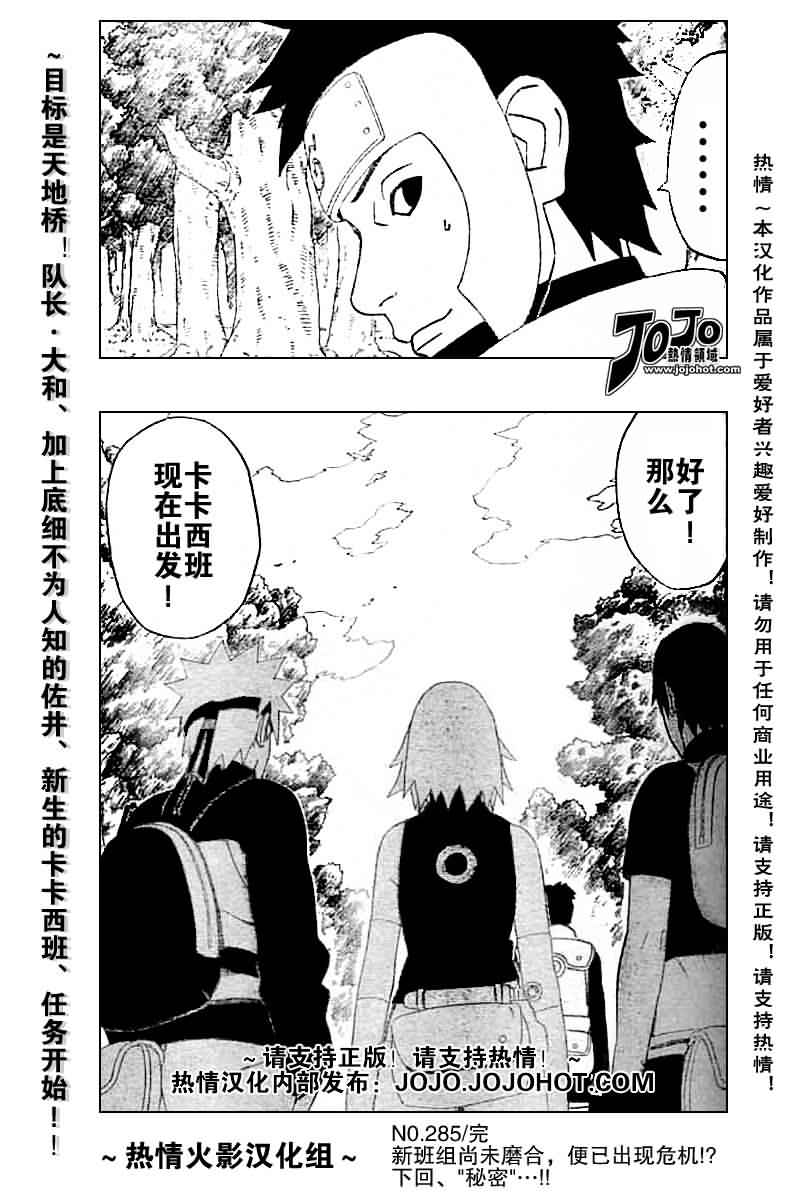 ～目标是天地桥！队长·大和、加上底细不为人知的佐井、新生的卡卡西班、任务开始！！
热情～本汉化作品属于爱好者兴趣爱好制作！请勿用于任何商业用途！请支持正版！请支持热情！
……
JOJO
熱情領域
www.jojohot.com
好了！
那么
卡卡西班
现在出发！
～请支持正版！请支持热情！～
热情汉化内部发布：JOJO.JOJOHOT.COM
～热情火影汉化组～
NO.285/完
新班组尚未磨合，便已出现危机!?
下回、"秘密"…!!